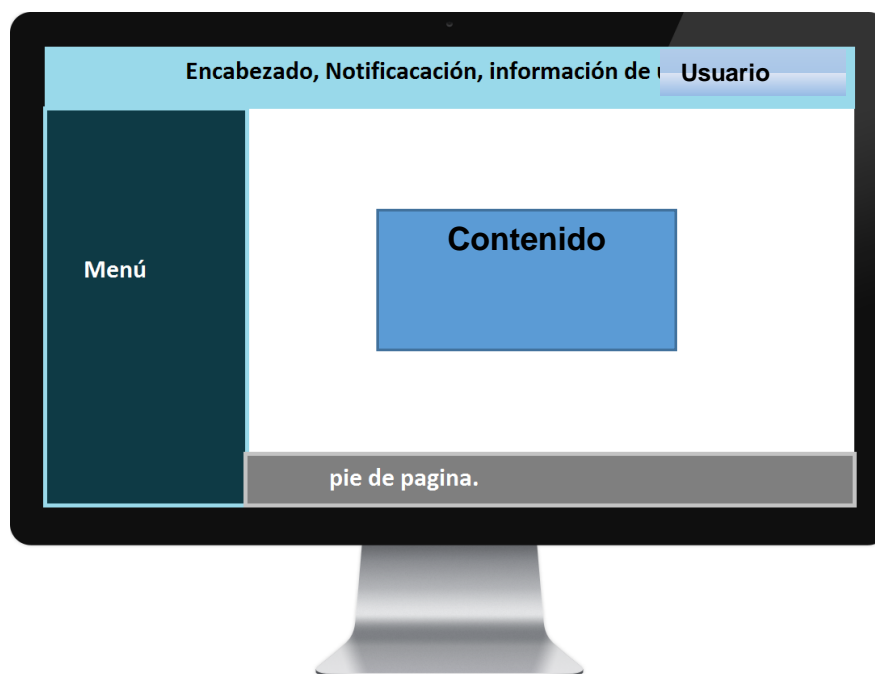 Encabezado, Notificacación, información de
Usuario
Contenido
Menú
pie de pagina.